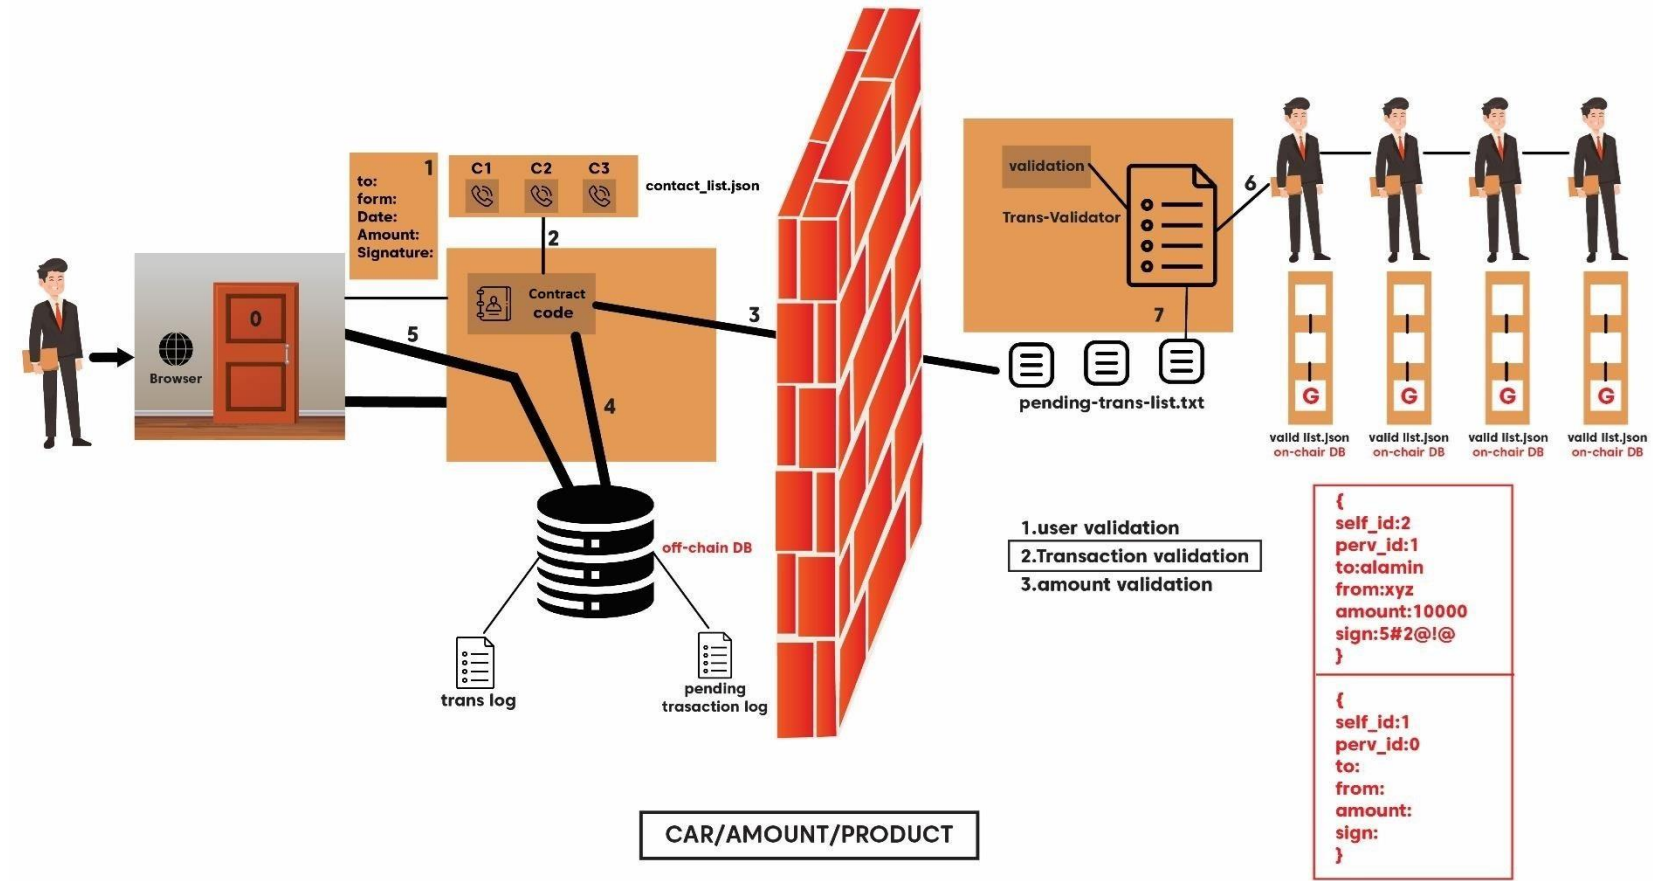 1
to:
form:
Date:
Amount:
Signature:
C1 C2 C3
contact_list.json
2
Contract
code
3
0
Browser
5
4
off-chain DB
trans log
pending
trasaction log
validation
Trans-Validator
6
7
pending-trans-list.txt
G G G G
valid list.json valid list.json valid list.json valid list.json
on-chair DB on-chair DB on-chair DB on-chair DB
1.user validation
2.Transaction validation
3.amount validation
{
self_id:2
perv_id:1
to:alamin
from:xyz
amount:10000
sign:5#2@!@
}
{
self_id:1
perv_id:0
to:
from:
amount:
sign:
}
CAR/AMOUNT/PRODUCT